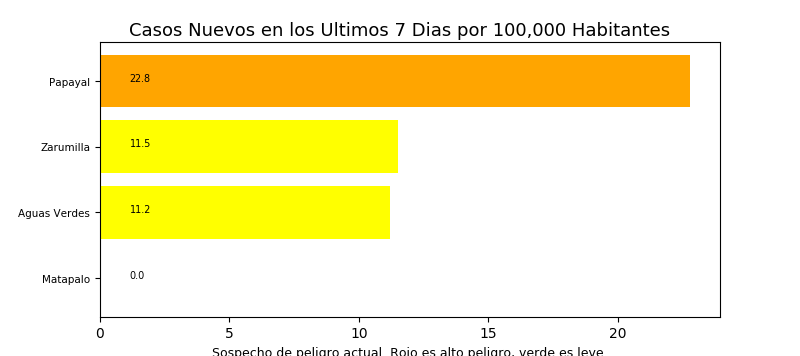 Casos Nuevos en los Ultimos 7 Dias por 100,000 Habitantes
Papayal
22.8
Zarumilla
11.5
Aguas Verdes
11.2
Matapalo
0.0
0 5 10 15 20
Sospecho de peligro actual. Rojo es alto peligro, verde es leve